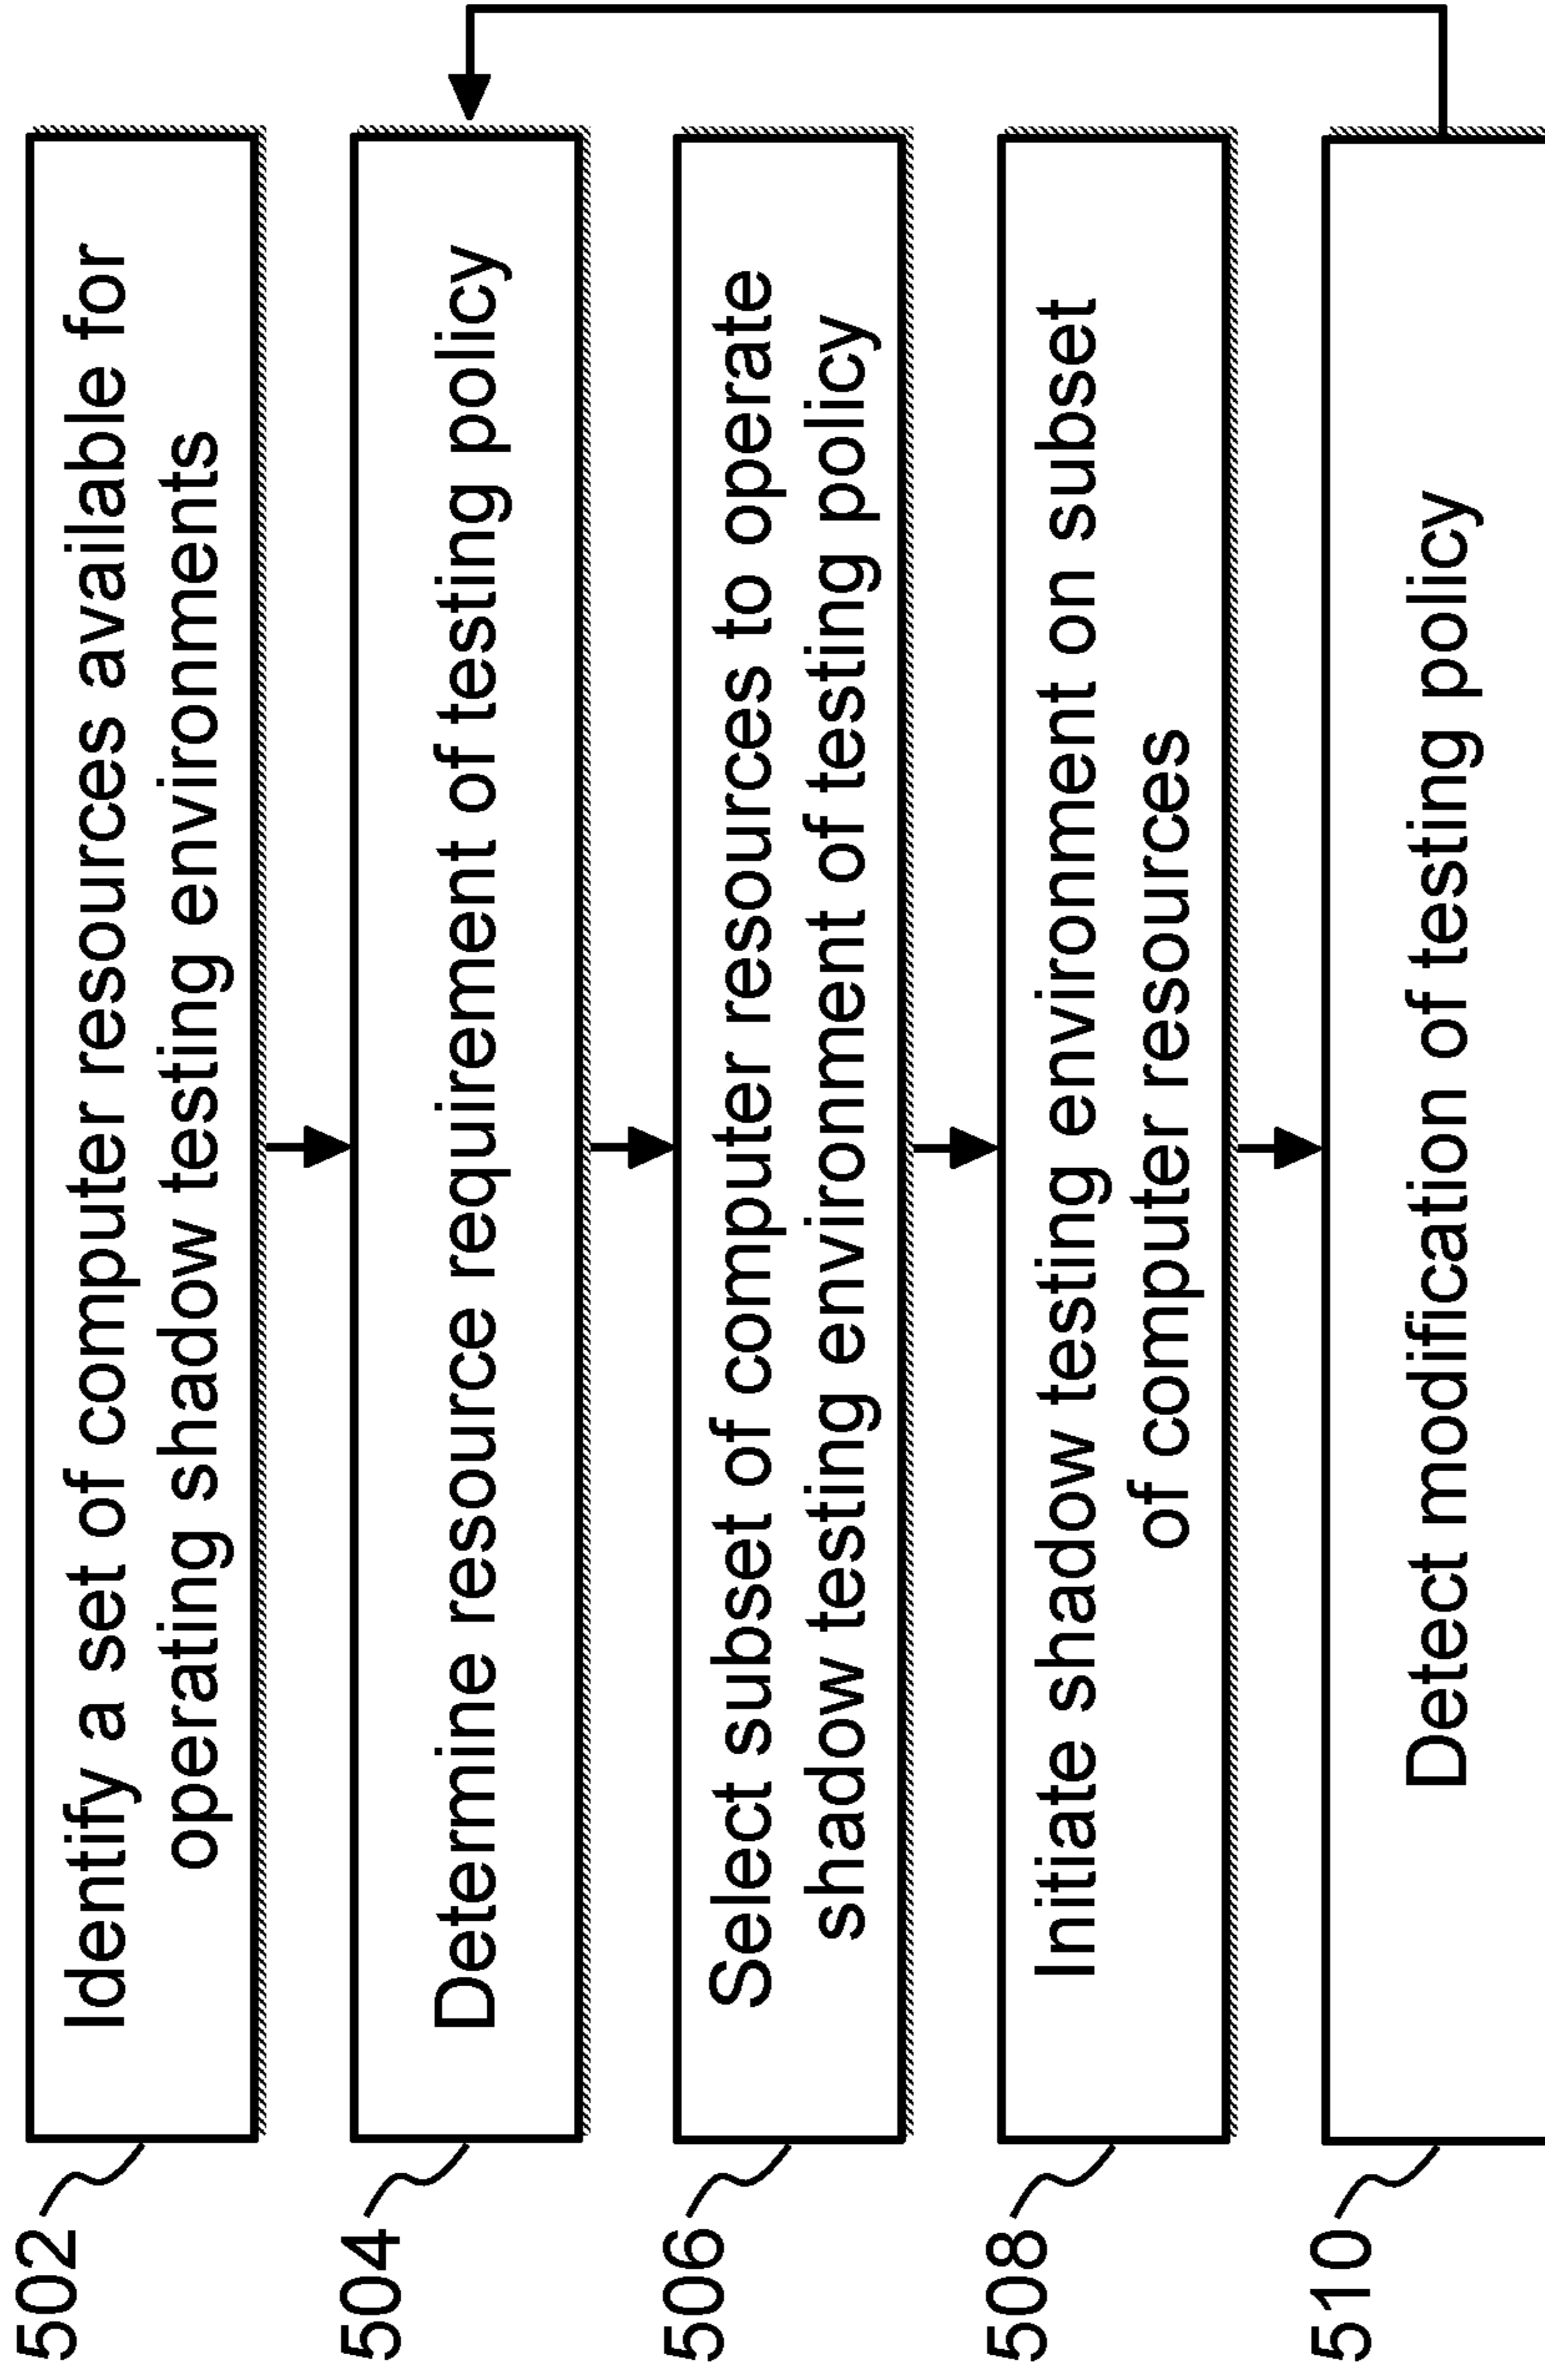 502
Identify a set of computer resources available for
operating shadow testing environments
504
Determine resource requirement of testing policy
506
Select subset of computer resources to operate
shadow testing environment of testing policy
508
Initiate shadow testing environment on subset
of computer resources
510
Detect modification of testing policy